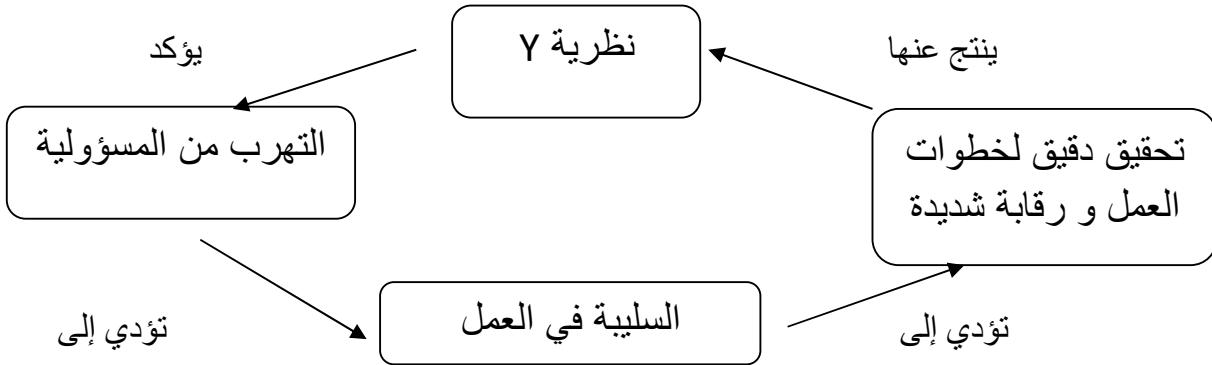 نظرية Y
يؤكد
ينتج عنها
التهرب من المسؤولية
تحقيق دقيق لخطوات
العمل و رقابة شديدة
السليبة في العمل
تؤدي إلى
تؤدي إلى